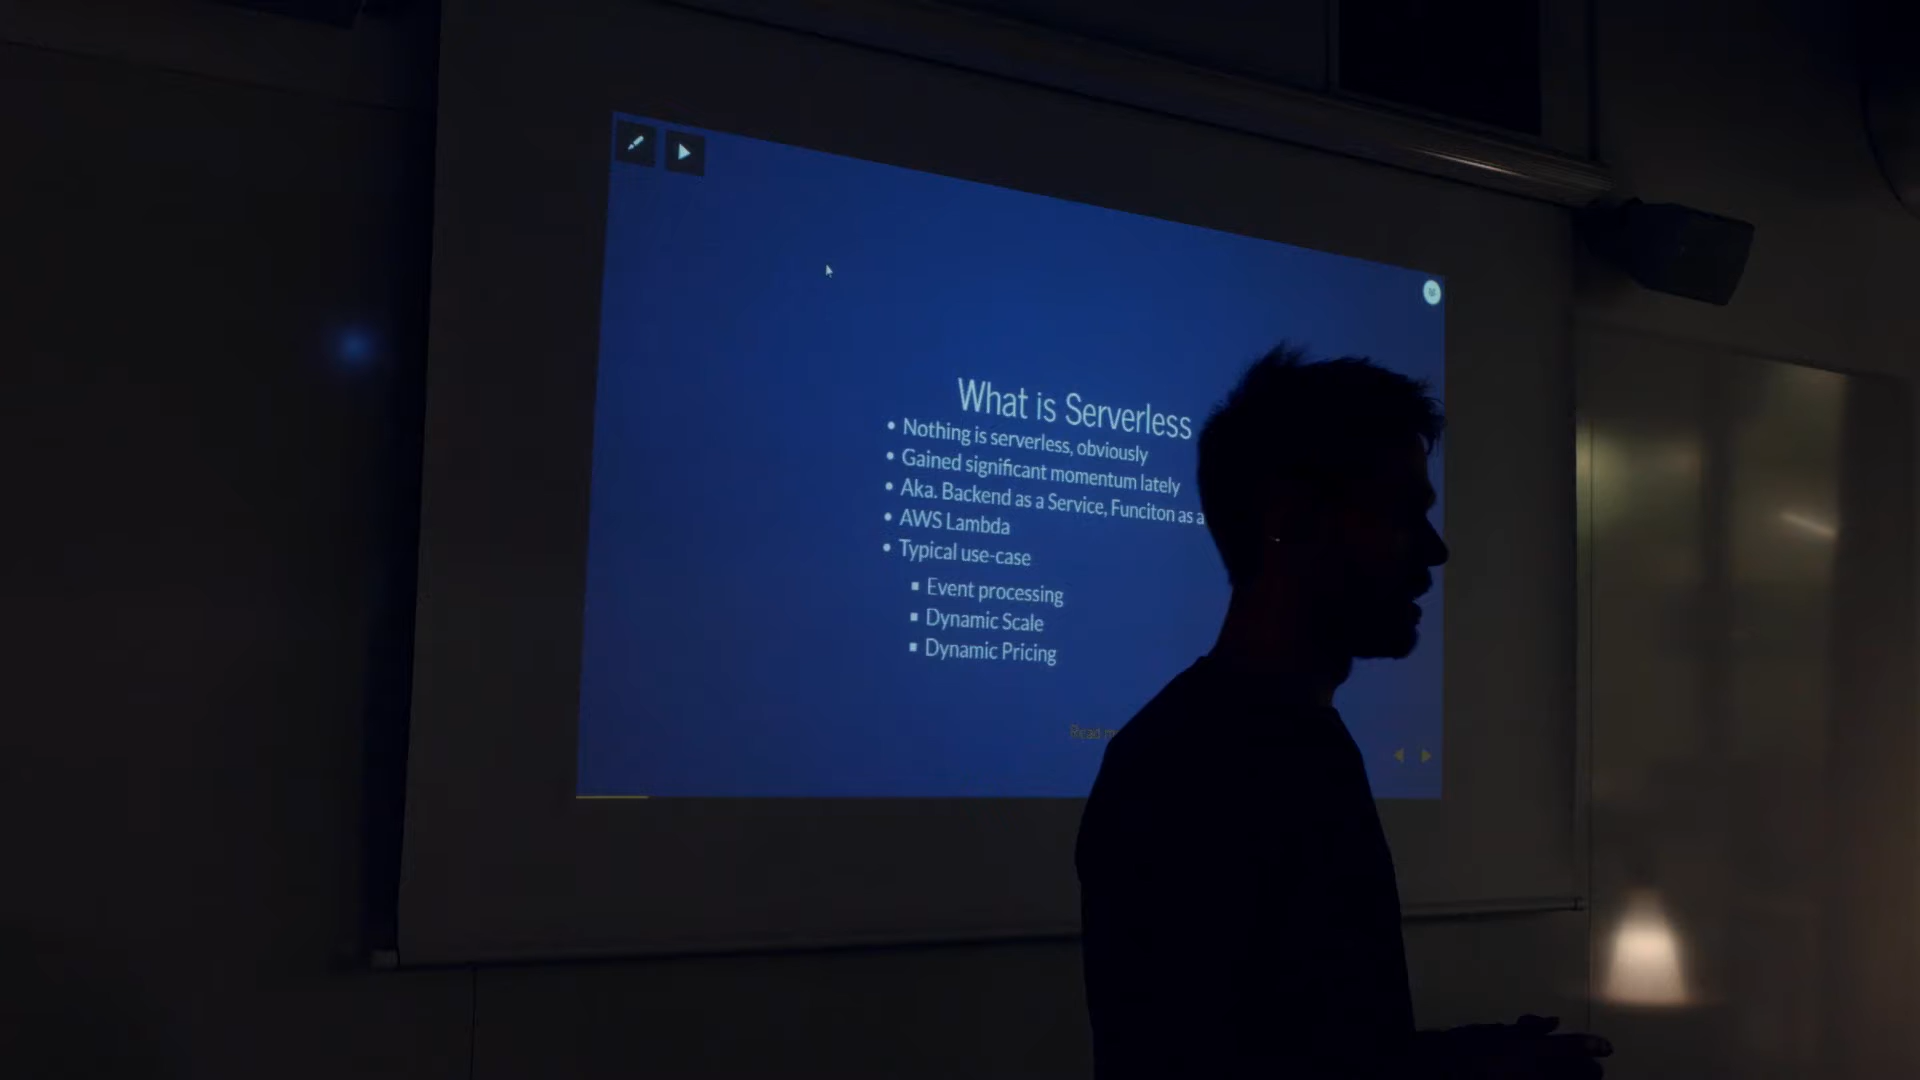 What is Serverless
• Nothing is serverless, obviously
• Gained significant momentum lately
• Aka. Backend as a Service, Funciton as a
• AWS Lambda
• Typical use-case
▪ Event processing
▪ Dynamic Scale
▪ Dynamic Pricing
Read